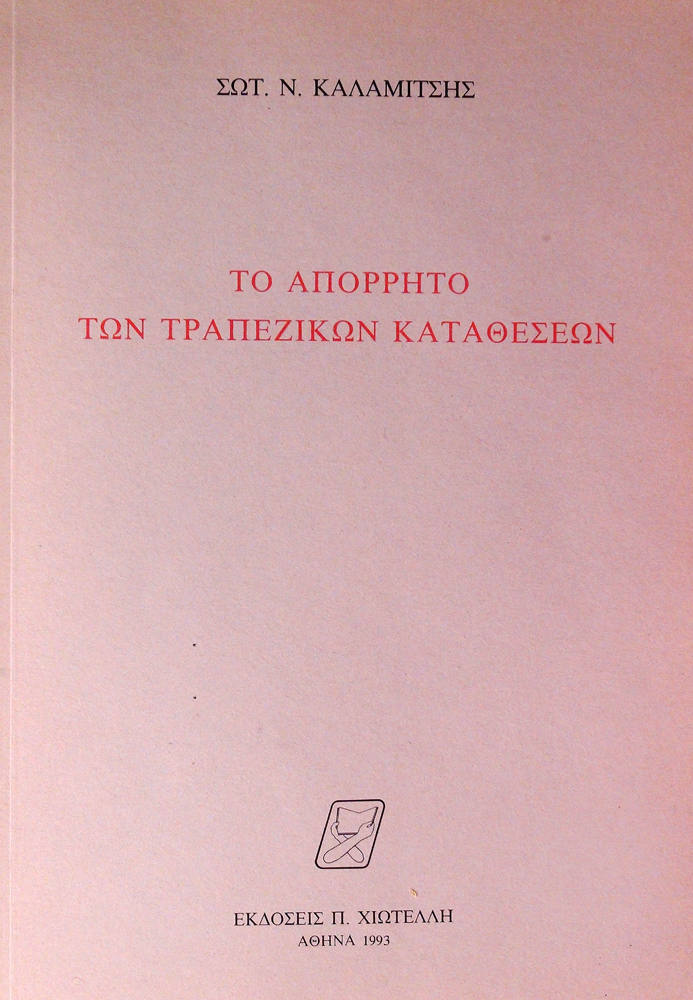 ΣΩΤ. Ν. ΚΑΛΑΜΙΤΣΗΣ
ΤΟ ΑΠΟΡΡΗΤΟ
ΤΩΝ ΤΡΑΠΕΖΙΚΩΝ ΚΑΤΑΘΕΣΕΩΝ
ΕΚΔΟΣΕΙΣ Π. ΧΙΩΤΕΛΛΗ
ΑΘΗΝΑ 1993